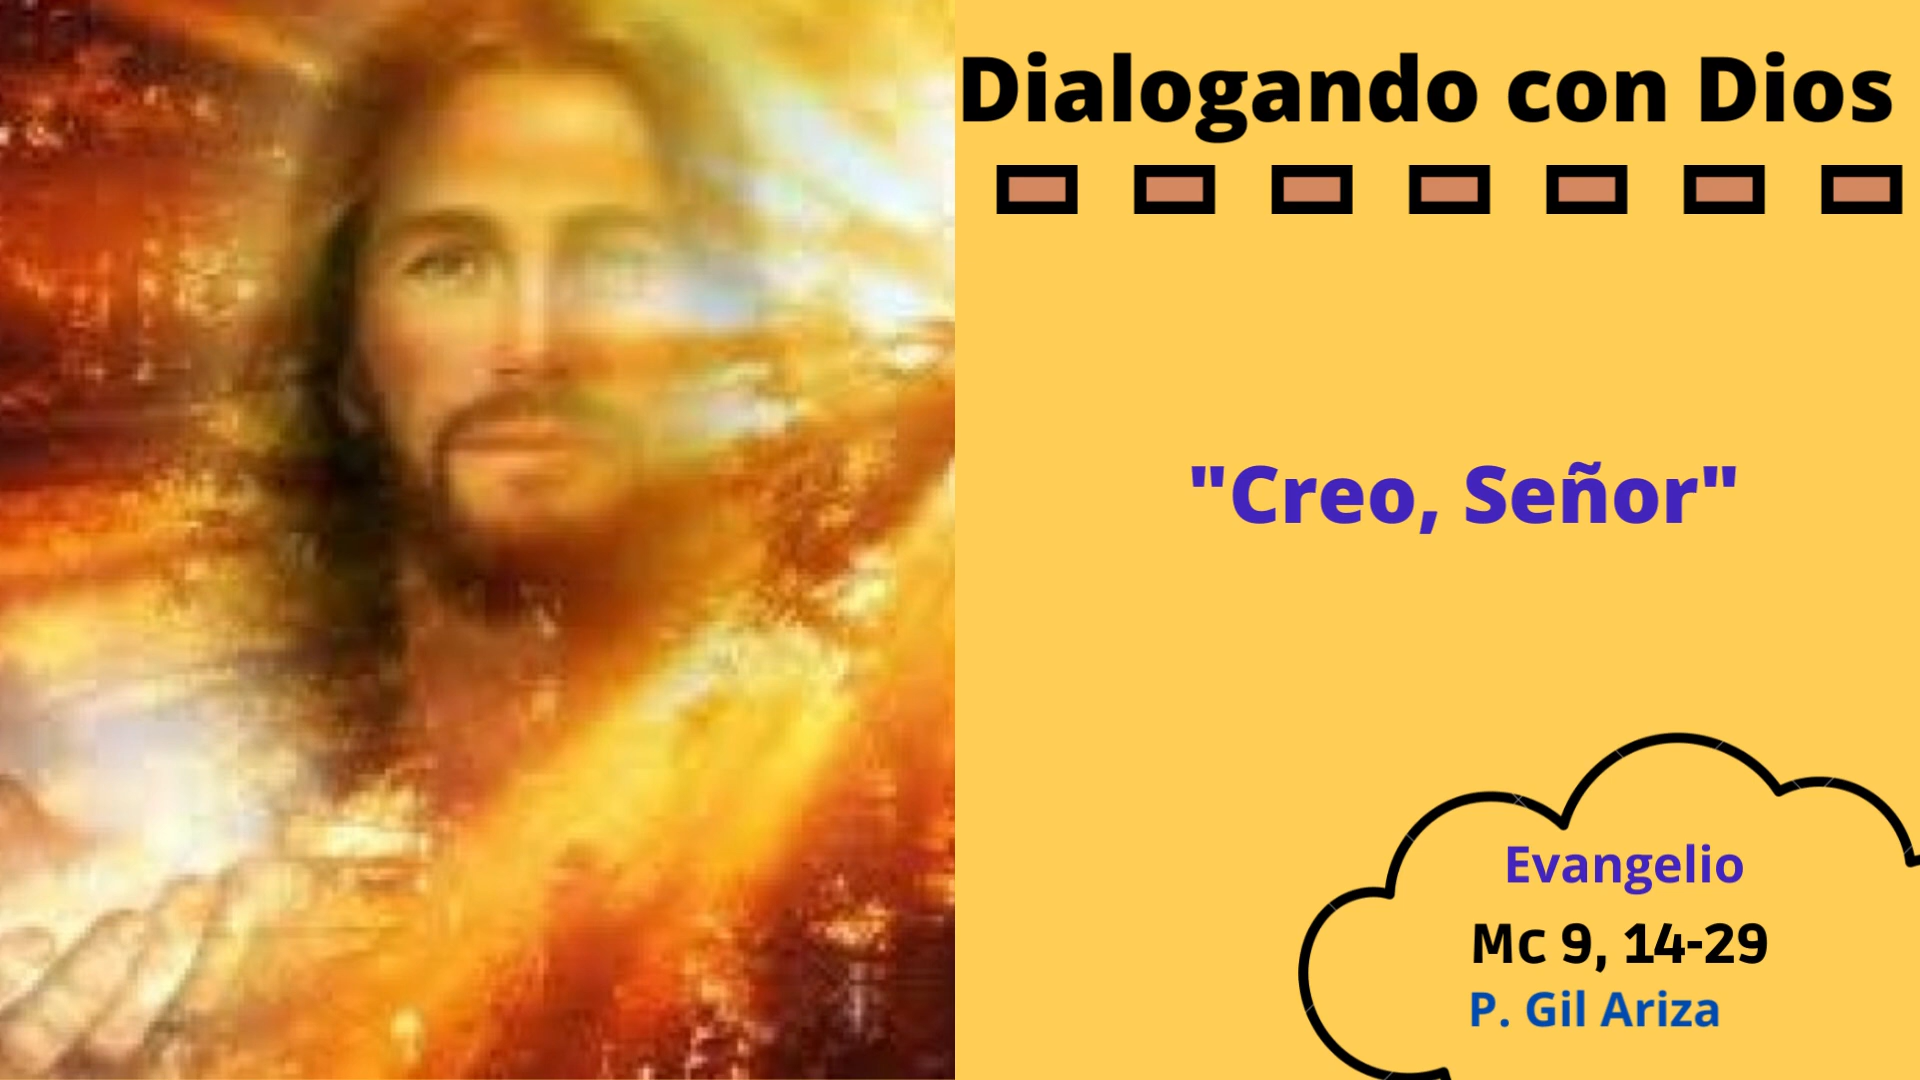 Dialogando con Dios
"Creo, Señor"
Evangelio
Mc 9, 14-29
P. Gil Ariza